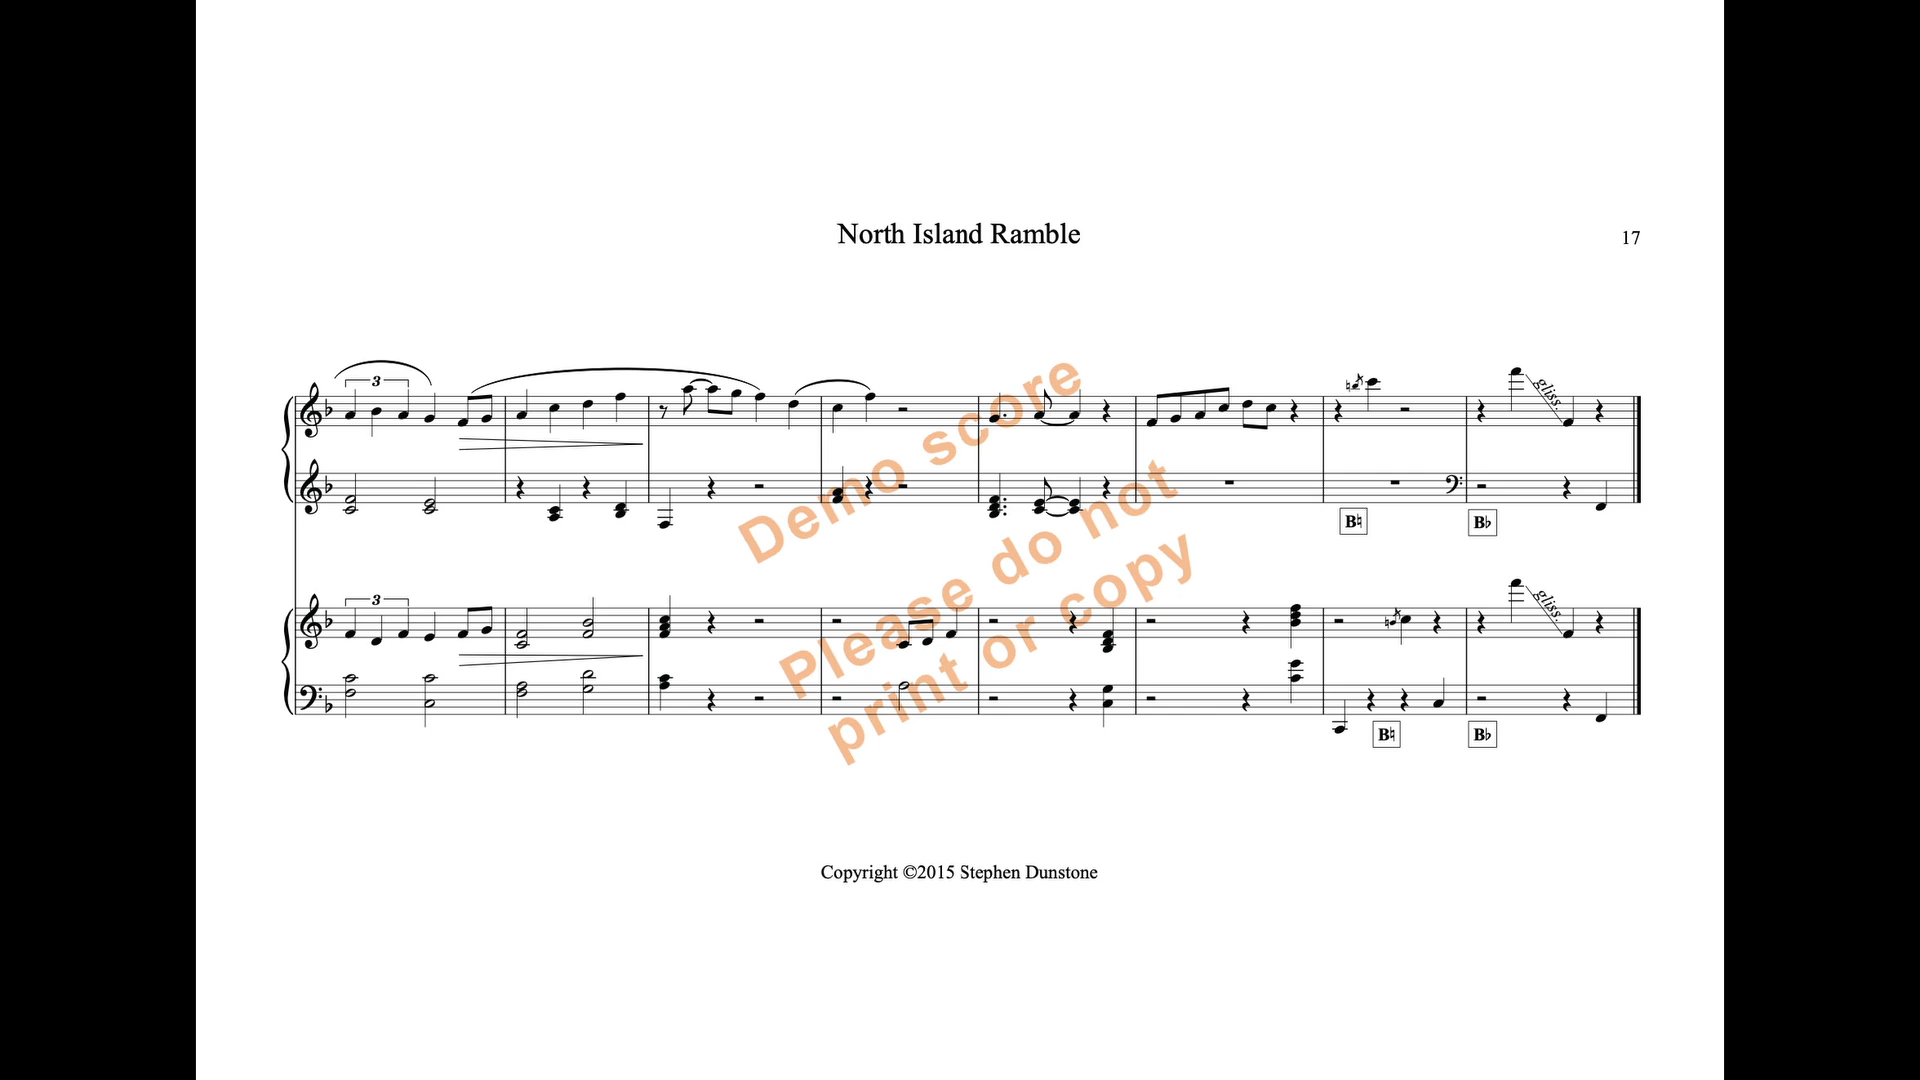 North Island Ramble
17
3
gliss.
B♮
B♭
3
gliss.
B♮
B♭
Demo score
Please do not
print or copy
Copyright ©2015 Stephen Dunstone